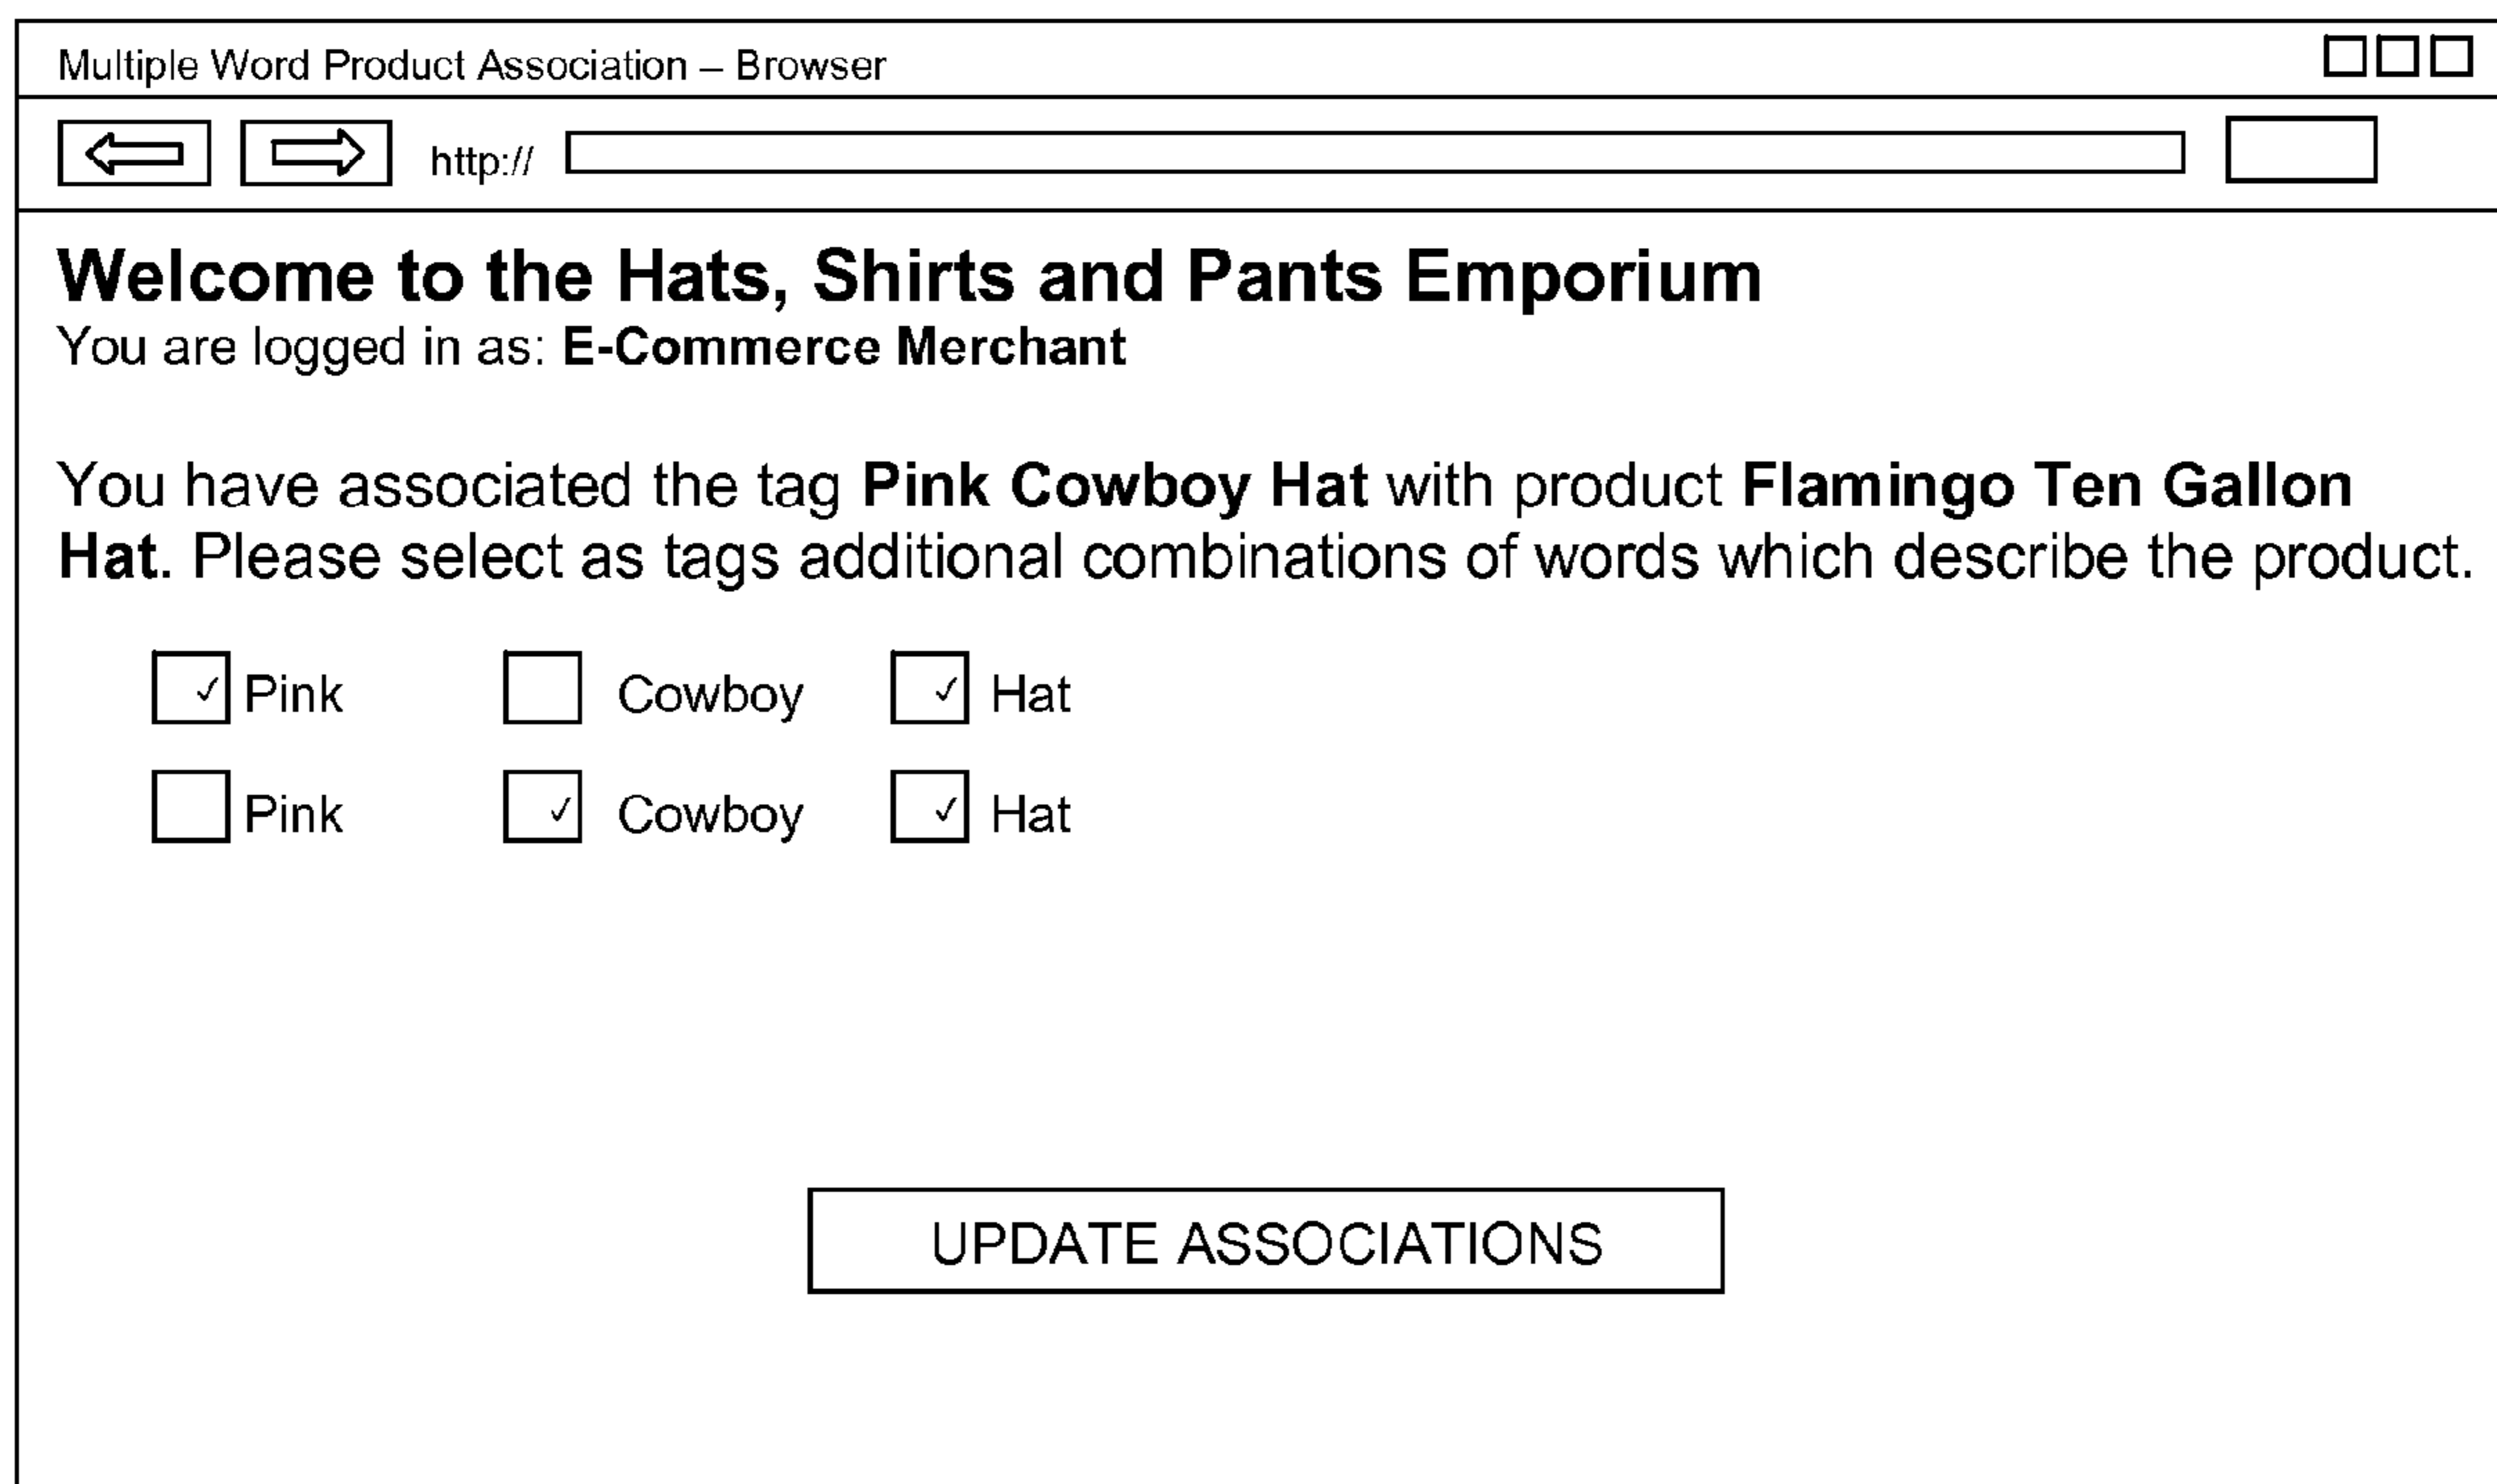 Multiple Word Product Association – Browser
http://
Welcome to the Hats, Shirts and Pants Emporium
You are logged in as: E-Commerce Merchant
You have associated the tag Pink Cowboy Hat with product Flamingo Ten Gallon
Hat. Please select as tags additional combinations of words which describe the product.
✓ Pink Cowboy ✓ Hat
Pink ✓ Cowboy ✓ Hat
UPDATE ASSOCIATIONS